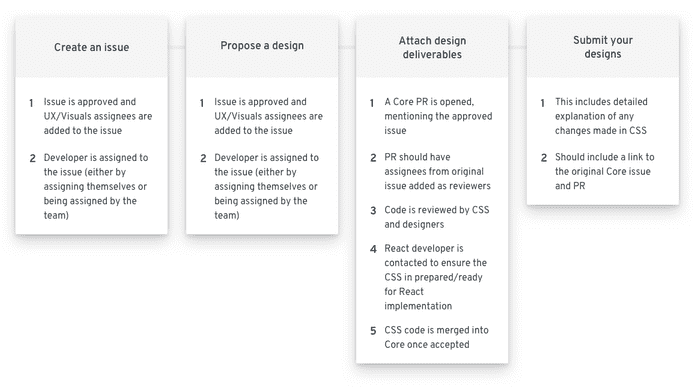 Create an issue
1 Issue is approved and
UX/Visuals assignees are
added to the issue
2 Developer is assigned to
the issue (either by
assigning themselves or
being assigned by the
team)
Propose a design
1 Issue is approved and
UX/Visuals assignees are
added to the issue
2 Developer is assigned to
the issue (either by
assigning themselves or
being assigned by the
team)
Attach design
deliverables
1 A Core PR is opened,
mentioning the approved
issue
2 PR should have
assignees from original
issue added as reviewers
3 Code is reviewed by CSS
and designers
4 React developer is
contacted to ensure the
CSS in prepared/ready
for React
implementation
5 CSS code is merged into
Core once accepted
Submit your
designs
1 This includes detailed
explanation of any
changes made in CSS
2 Should include a link to
the original Core issue
and PR